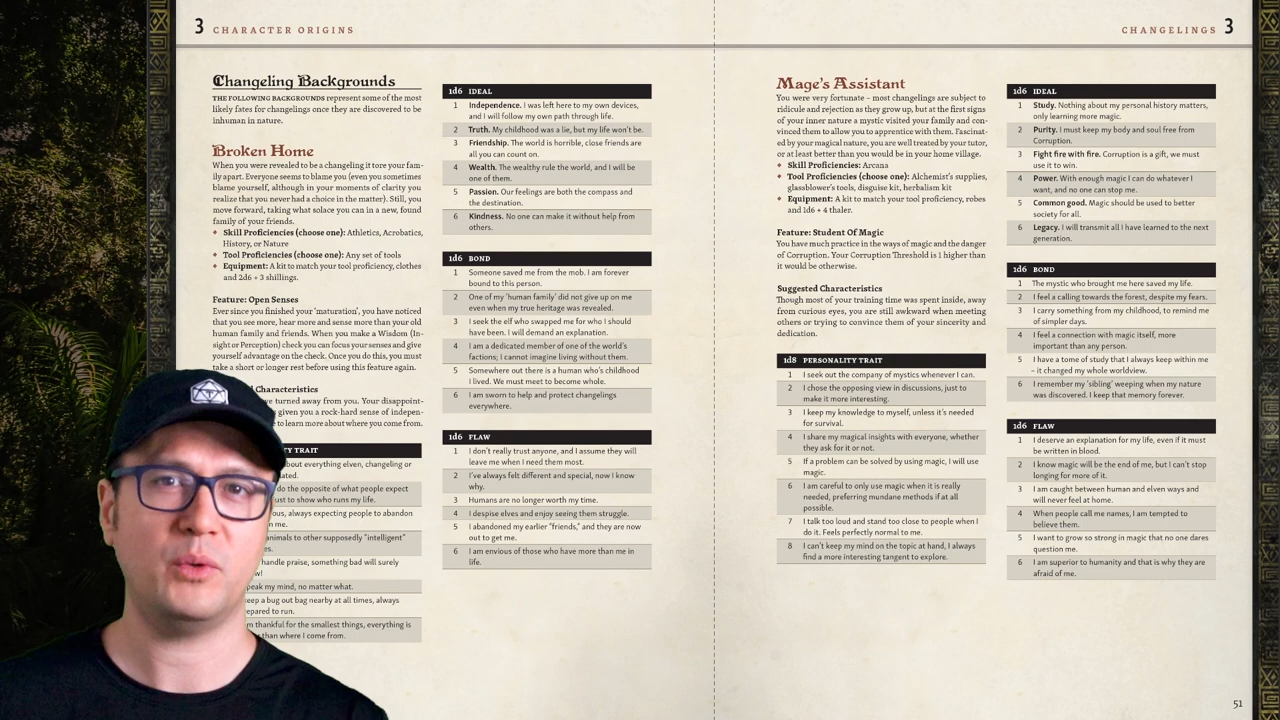 3 CHARACTER ORIGINS
Changeling Backgrounds
THE FOLLOWING BACKGROUNDS represent some of the most
likely fates for changelings once they are discovered to be
inhuman in nature.
Broken Home
When you were revealed to be a changeling it tore your fam-
ily apart. Everyone seems to blame you (even you sometimes
blame yourself, although in your moments of clarity you
realize that you never had a choice in the matter). Still, you
move forward, taking what solace you can in a new, found
family of your friends.
Skill Proficiencies (choose one): Athletics, Acrobatics,
History, or Nature
Tool Proficiencies (choose one): Any set of tools
Equipment: A kit to match your tool proficiency, clothes
and 2d6 + 3 shillings.
Feature: Open Senses
Ever since you finished your 'maturation', you have noticed
that you see more, hear more and sense more than your old
human family and friends. When you make a Wisdom (In-
sight or Perception) check you can focus your senses and give
yourself advantage on the check. Once you do this, you must
take a short or longer rest before using this feature again.
Characteristics
turned away from you. Your disappoint-
given you a rock-hard sense of indepen-
to learn more about where you come from.
TRAIT
about everything elven, changeling or
do the opposite of what people expect
just to show who runs my life.
always expecting people to abandon
me.
animals to other supposedly "intelligent"
handle praise, something bad will surely
my mind, no matter what.
a bug out bag nearby at all times, always
to run.
thankful for the smallest things, everything is
than where I come from.
1d6 IDEAL
1 Independence. I was left here to my own devices,
and I will follow my own path through life.
2 Truth. My childhood was a lie, but my life won't be.
3 Friendship. The world is horrible, close friends are
all you can count on.
4 Wealth. The wealthy rule the world, and I will be
one of them.
5 Passion. Our feelings are both the compass and
the destination.
6 Kindness. No one can make it without help from
others.
1d6 BOND
1 Someone saved me from the mob. I am forever
bound to this person.
2 One of my 'human family' did not give up on me
even when my true heritage was revealed.
3 I seek the elf who swapped me for who I should
have been. I will demand an explanation.
4 I am a dedicated member of one of the world's
factions; I cannot imagine living without them.
5 Somewhere out there is a human who's childhood
I lived. We must meet to become whole.
6 I am sworn to help and protect changelings
everywhere.
1d6 FLAW
1 I don't really trust anyone, and I assume they will
leave me when I need them most.
2 I've always felt different and special, now I know
why.
3 Humans are no longer worth my time.
4 I despise elves and enjoy seeing them struggle.
5 I abandoned my earlier "friends," and they are now
out to get me.
6 I am envious of those who have more than me in
life.
CHANGELINGS 3
Mage's Assistant
You were very fortunate – most changelings are subject to
ridicule and rejection as they grow up, but at the first signs
of your inner nature a mystic visited your family and con-
vinced them to allow you to apprentice with them. Fascinat-
ed by your magical nature, you are well treated by your tutor,
or at least better than you would be in your home village.
Skill Proficiencies: Arcana
Tool Proficiencies (choose one): Alchemist's supplies,
glassblower's tools, disguise kit, herbalism kit
Equipment: A kit to match your tool proficiency, robes
and 1d6 + 4 thaler.
Feature: Student Of Magic
You have much practice in the ways of magic and the danger
of Corruption. Your Corruption Threshold is 1 higher than
it would be otherwise.
Suggested Characteristics
Though most of your training time was spent inside, away
from curious eyes, you are still awkward when meeting
others or trying to convince them of your sincerity and
dedication.
1d8 PERSONALITY TRAIT
1 I seek out the company of mystics whenever I can.
2 I chose the opposing view in discussions, just to
make it more interesting.
3 I keep my knowledge to myself, unless it's needed
for survival.
4 I share my magical insights with everyone, whether
they ask for it or not.
5 If a problem can be solved by using magic, I will use
magic.
6 I am careful to only use magic when it is really
needed, preferring mundane methods if at all
possible.
7 I talk too loud and stand too close to people when I
do it. Feels perfectly normal to me.
8 I can't keep my mind on the topic at hand, I always
find a more interesting tangent to explore.
1d6 IDEAL
1 Study. Nothing about my personal history matters,
only learning more magic.
2 Purity. I must keep my body and soul free from
Corruption.
3 Fight fire with fire. Corruption is a gift, we must
use it to win.
4 Power. With enough magic I can do whatever I
want, and no one can stop me.
5 Common good. Magic should be used to better
society for all.
6 Legacy. I will transmit all I have learned to the next
generation.
1d6 BOND
1 The mystic who brought me here saved my life.
2 I feel a calling towards the forest, despite my fears.
3 I carry something from my childhood, to remind me
of simpler days.
4 I feel a connection with magic itself, more
important than any person.
5 I have a tome of study that I always keep within me
– it changed my whole worldview.
6 I remember my 'sibling' weeping when my nature
was discovered. I keep that memory forever.
1d6 FLAW
1 I deserve an explanation for my life, even if it must
be written in blood.
2 I know magic will be the end of me, but I can't stop
longing for more of it.
3 I am caught between human and elven ways and
will never feel at home.
4 When people call me names, I am tempted to
believe them.
5 I want to grow so strong in magic that no one dares
question me.
6 I am superior to humanity and that is why they are
afraid of me.
51